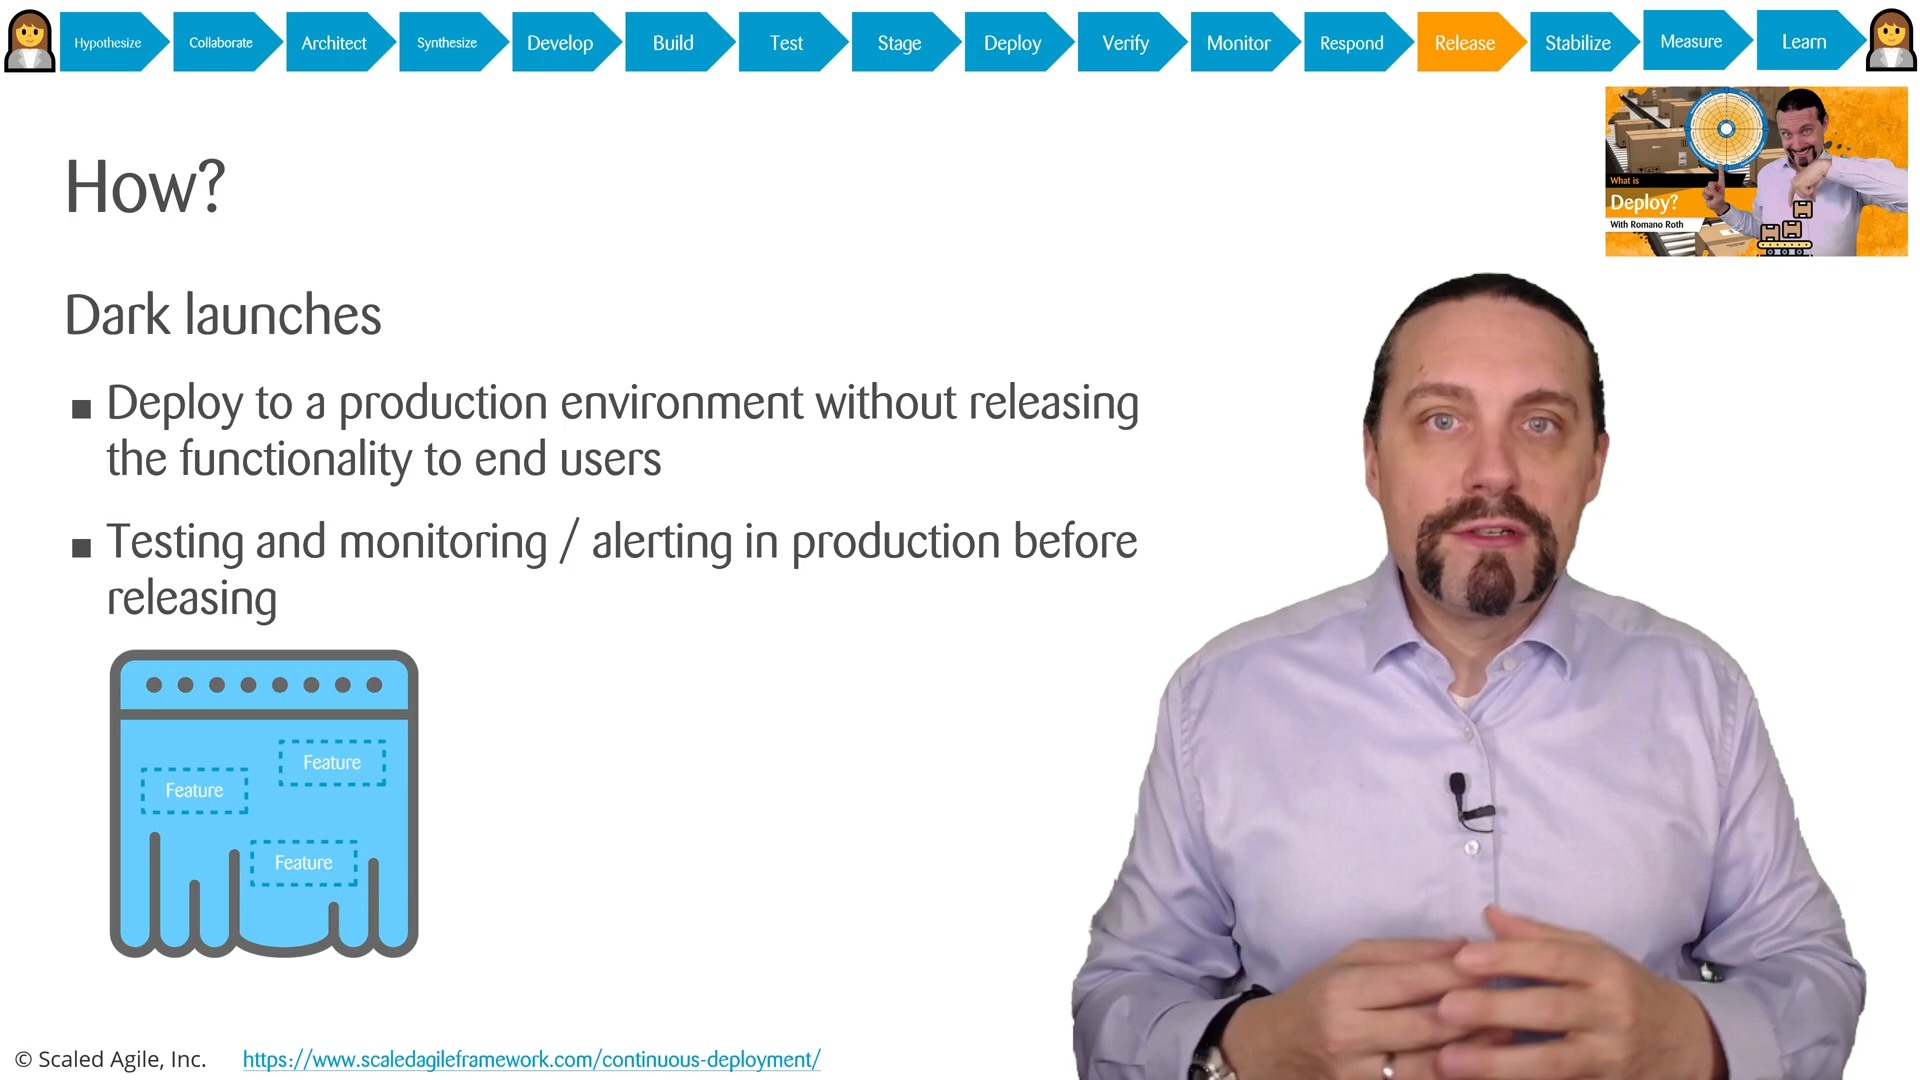 Hypothesize Collaborate Architect Synthesize Develop Build Test Stage Deploy Verify Monitor Respond Release Stabilize Measure Learn
What is
Deploy?
With Romano Roth
How?
Dark launches
▪ Deploy to a production environment without releasing
the functionality to end users
▪ Testing and monitoring / alerting in production before
releasing
Feature
Feature
Feature
© Scaled Agile, Inc. https://www.scaledagileframework.com/continuous-deployment/